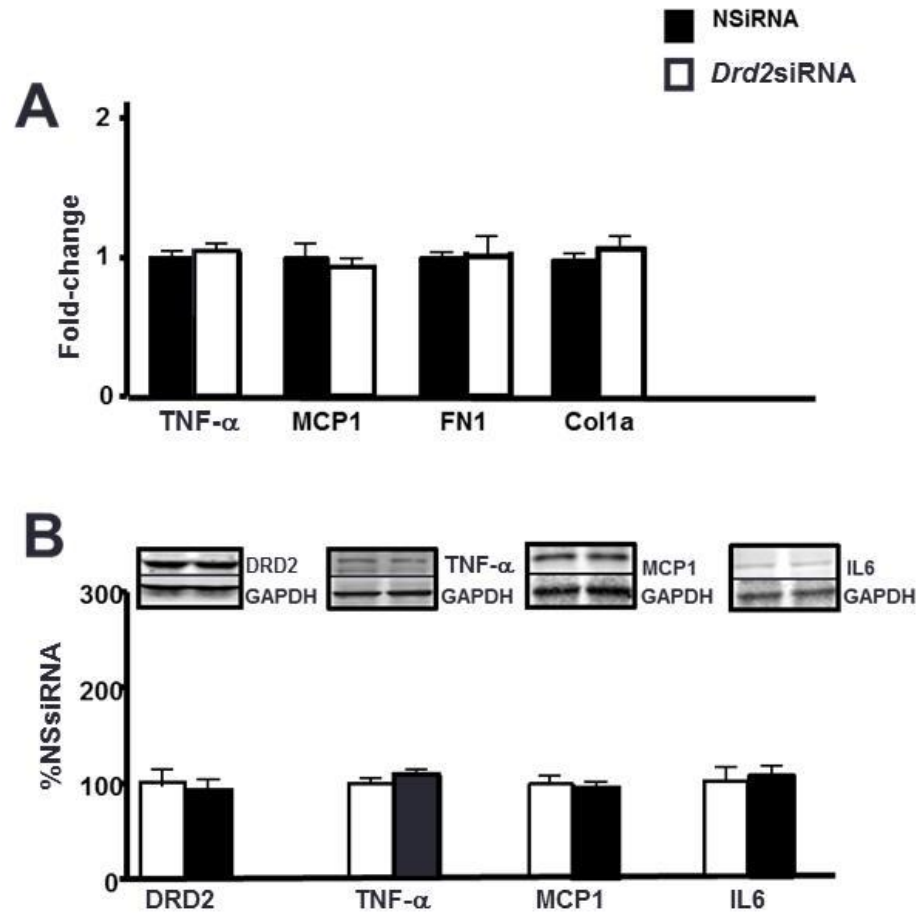 NSiRNA
Drd2siRNA
A
2
1
0
Fold-change
TNF-α MCP1 FN1 Col1a
B
DRD2 TNF-α MCP1 IL6
GAPDH GAPDH GAPDH GAPDH
300
200
100
0
%NSsiRNA
DRD2 TNF-α MCP1 IL6